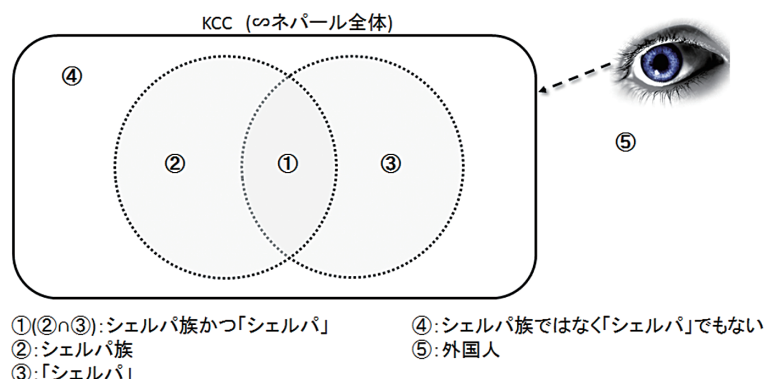 KCC (∽ネパール全体)
④
②
①
③
⑤
①(②∩③):シェルパ族かつ「シェルパ」
②:シェルパ族
③:「シェルパ」
④:シェルパ族ではなく「シェルパ」でもない
⑤:外国人